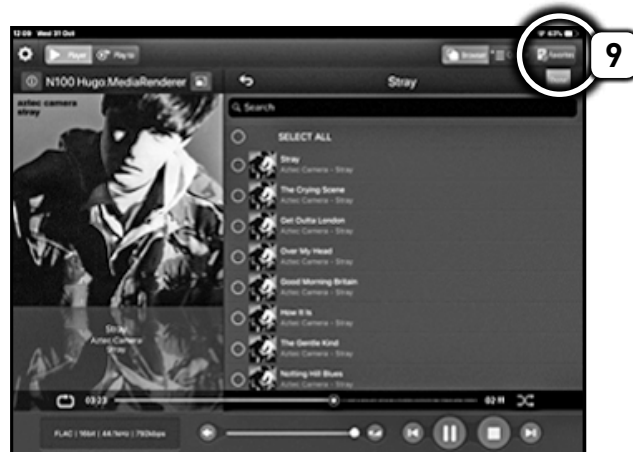 12:09 Wed 31 Oct
63%
Player
Play to
Browser
Favorites
9
N100 Hugo:MediaRenderer
Stray
aztec camera
stray
Search
SELECT ALL
Stray
Aztec Camera - Stray
The Crying Scene
Aztec Camera - Stray
Get Outta London
Aztec Camera - Stray
Over My Head
Aztec Camera - Stray
Good Morning Britain
Aztec Camera - Stray
How It Is
Aztec Camera - Stray
The Gentle Kind
Aztec Camera - Stray
Notting Hill Blues
Aztec Camera - Stray
Stray
Aztec Camera
Stray
03:23
02:11
FLAC | 16bit | 44.1kHz | 750kbps